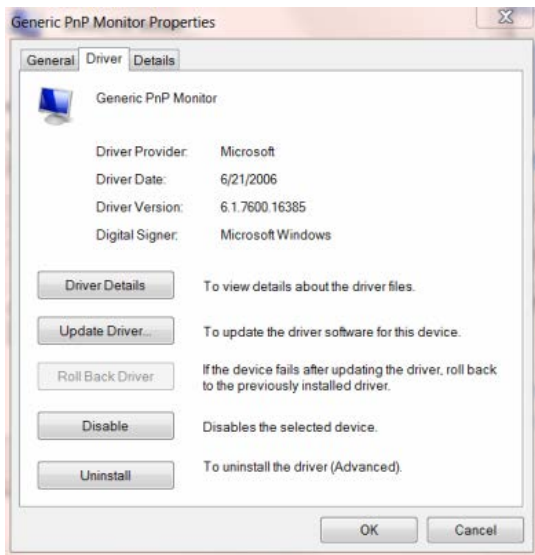 Generic PnP Monitor Properties
General Driver Details
Generic PnP Monitor
Driver Provider: Microsoft
Driver Date: 6/21/2006
Driver Version: 6.1.7600.16385
Digital Signer: Microsoft Windows
Driver Details To view details about the driver files.
Update Driver... To update the driver software for this device.
Roll Back Driver If the device fails after updating the driver, roll back
to the previously installed driver.
Disable Disables the selected device.
Uninstall To uninstall the driver (Advanced).
OK Cancel